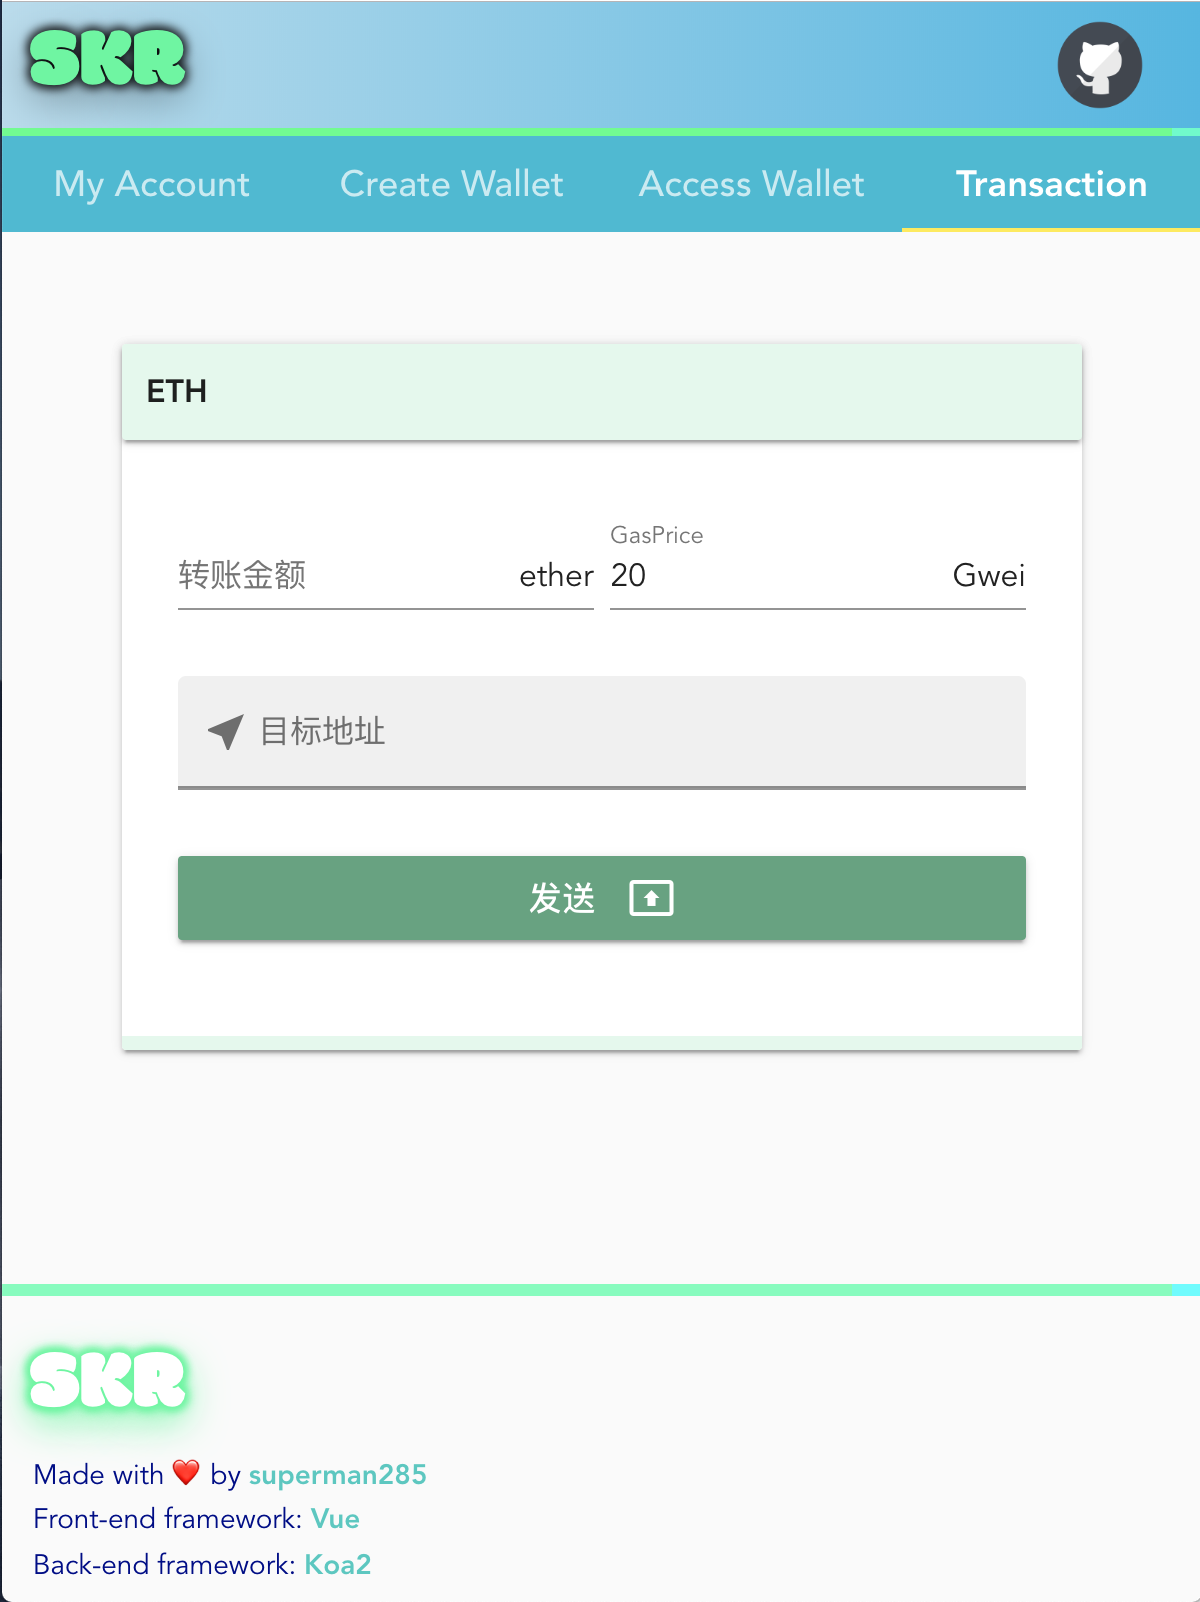 SKR
My Account Create Wallet Access Wallet Transaction
ETH
GasPrice
转账金额 ether 20 Gwei
目标地址
发送
SKR
Made with ❤️ by superman285
Front-end framework: Vue
Back-end framework: Koa2